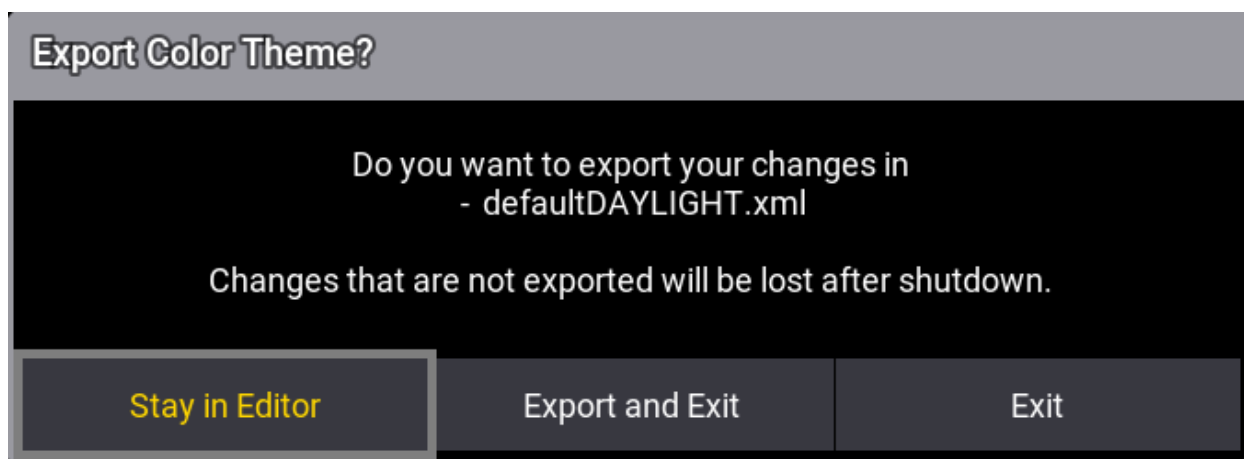 Export Color Theme?
Do you want to export your changes in
- defaultDAYLIGHT.xml
Changes that are not exported will be lost after shutdown.
Stay in Editor
Export and Exit
Exit